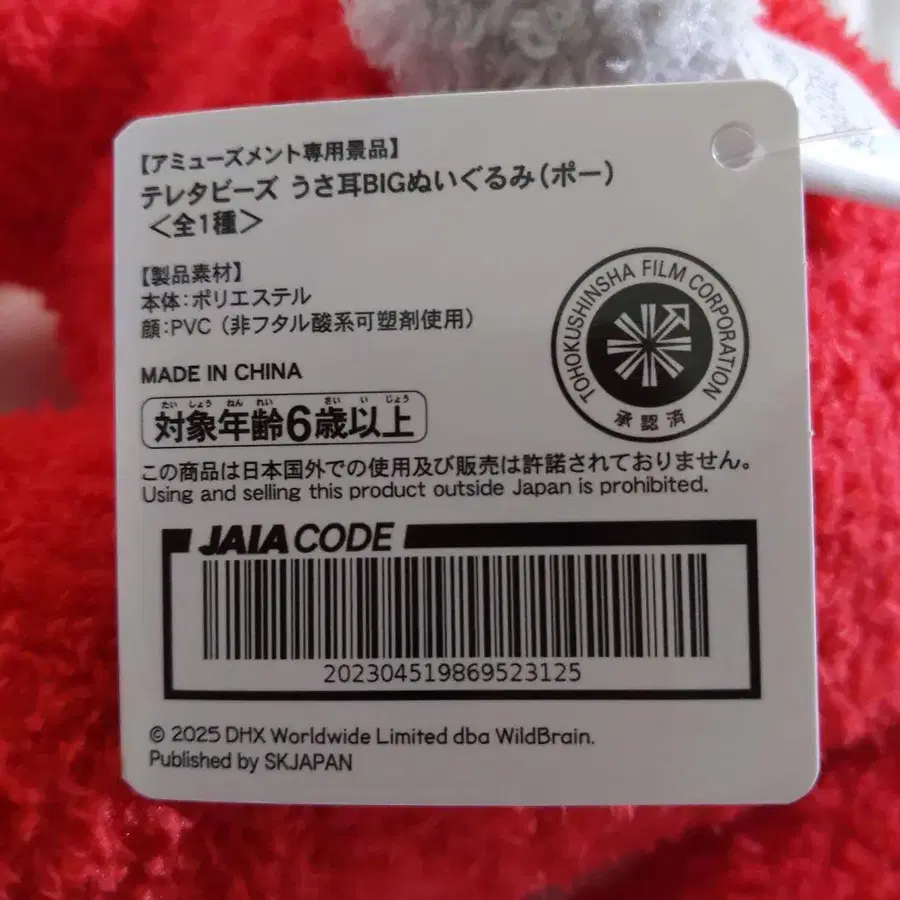 【アミューズメント専用景品】
テレタビーズ うさ耳BIGぬいぐるみ(ポー)
<全1種>
【製品素材】
本体:ポリエステル
顔:PVC (非フタル酸系可塑剤使用)
MADE IN CHINA
たい しょう ねん れい さい い じょう
対象年齢6歳以上
TOHOKUSHINSHA FILM CORPORATION
承認済
この商品は日本国外での使用及び販売は許諾されておりません。
Using and selling this product outside Japan is prohibited.
JAIA CODE
202304519869523125
© 2025 DHX Worldwide Limited dba WildBrain.
Published by SKJAPAN